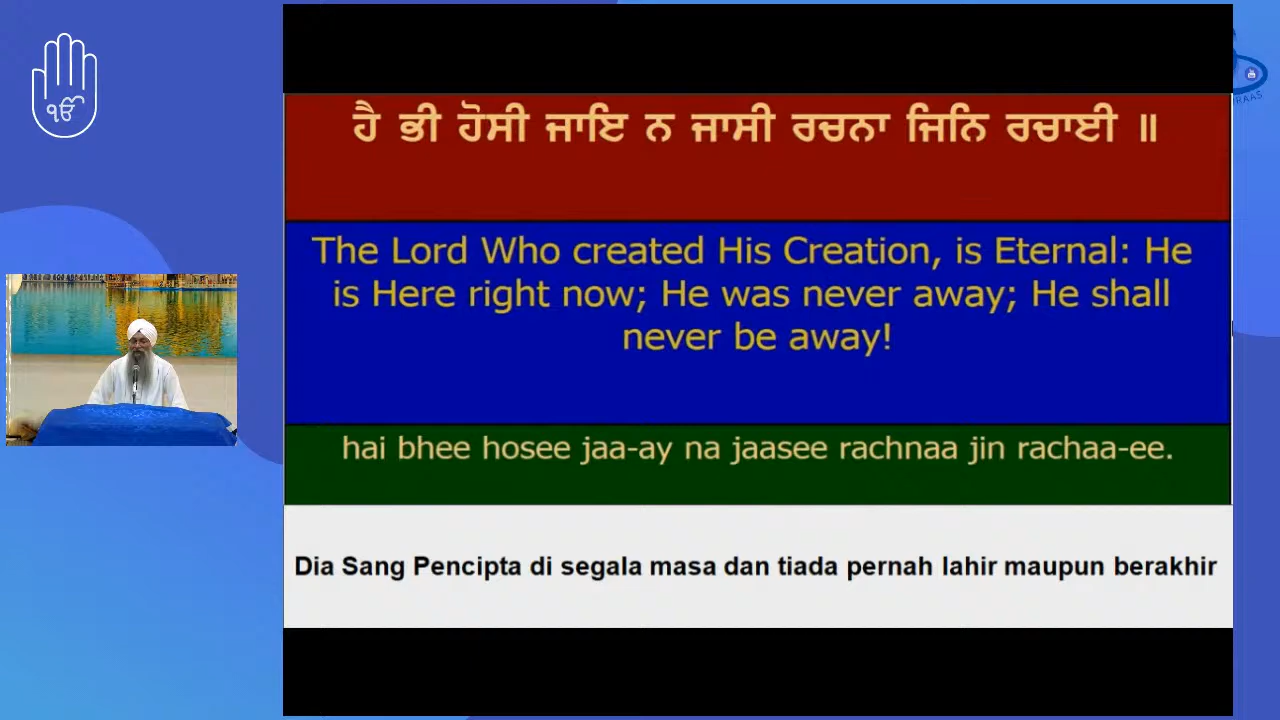 ੴ
ਹੈ ਭੀ ਹੋਸੀ ਜਾਇ ਨ ਜਾਸੀ ਰਚਨਾ ਜਿਨਿ ਰਚਾਈ ॥
The Lord Who created His Creation, is Eternal: He
is Here right now; He was never away; He shall
never be away!
hai bhee hosee jaa-ay na jaasee rachnaa jin rachaa-ee.
Dia Sang Pencipta di segala masa dan tiada pernah lahir maupun berakhir